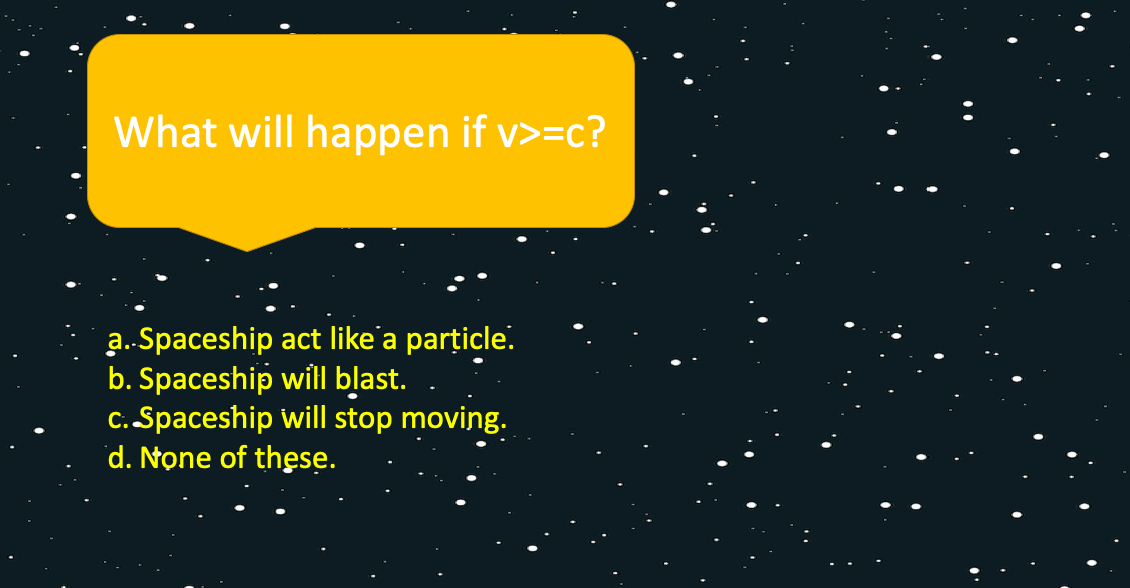 What will happen if v>=c?
a. Spaceship act like a particle.
b. Spaceship will blast.
c. Spaceship will stop moving.
d. None of these.